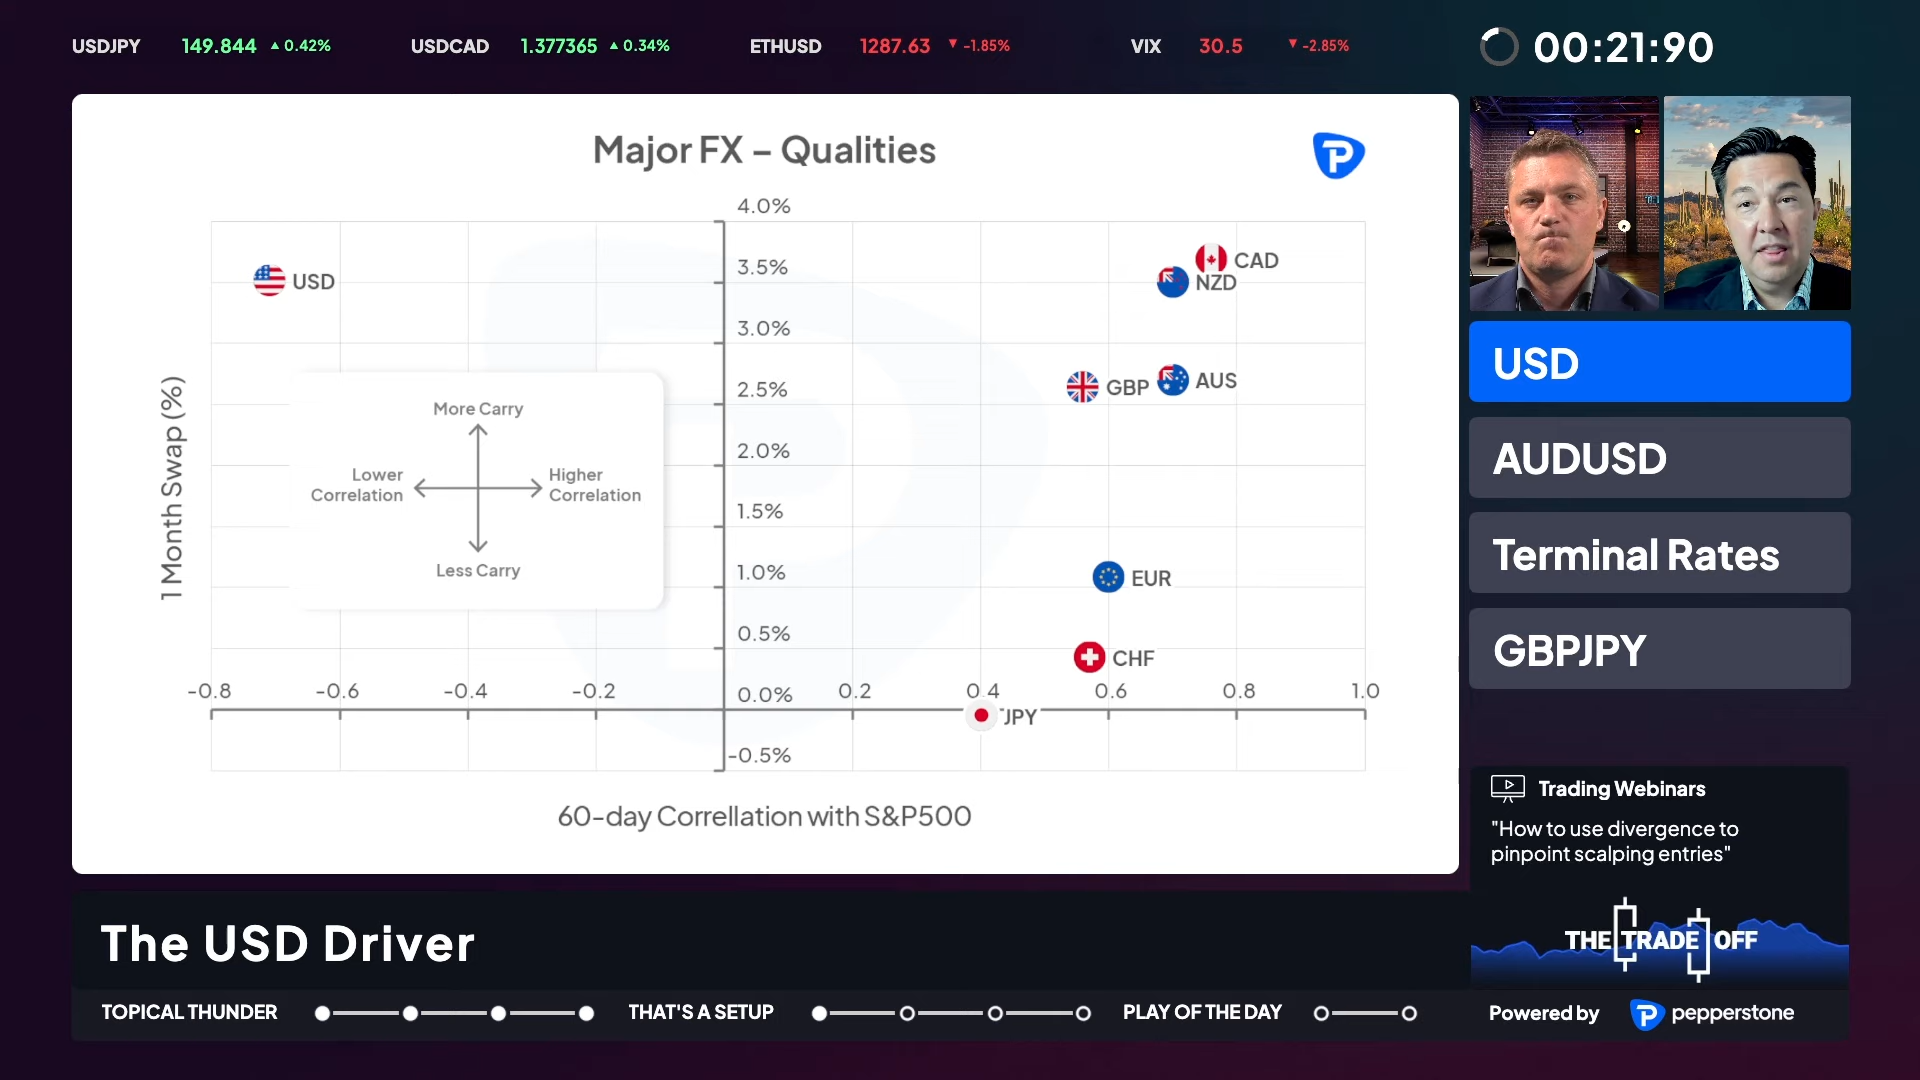 USDJPY 149.844 ▲ 0.42% USDCAD 1.377365 ▲ 0.34% ETHUSD 1287.63 ▼ -1.85% VIX 30.5 ▼ -2.85% 00:21:90
Major FX – Qualities
4.0%
3.5%
3.0%
2.5%
2.0%
1.5%
1.0%
0.5%
0.0%
-0.5%
-0.8 -0.6 -0.4 -0.2 0.2 0.4 0.6 0.8 1.0
1 Month Swap (%)
USD
CAD
NZD
GBP
AUS
EUR
CHF
JPY
More Carry
Lower
Correlation
Higher
Correlation
Less Carry
60-day Correllation with S&P500
USD
AUDUSD
Terminal Rates
GBPJPY
Trading Webinars
"How to use divergence to
pinpoint scalping entries"
THE TRADE OFF
The USD Driver
TOPICAL THUNDER THAT'S A SETUP PLAY OF THE DAY
Powered by pepperstone